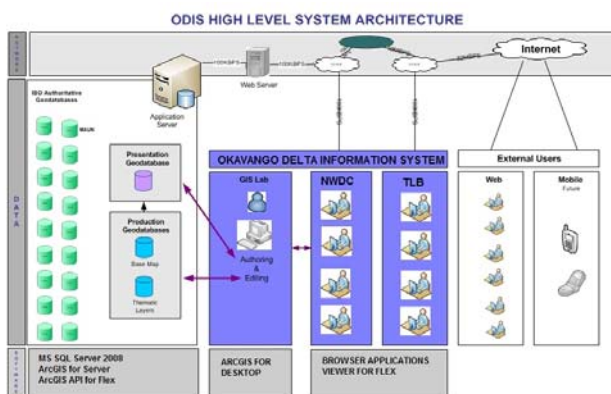 ODIS HIGH LEVEL SYSTEM ARCHITECTURE
Internet
Web Server
Application
Server
DATA
Authoritative
Geodatabases
Presentation
Geodatabase
Production
Geodatabases
Base Map
Thematic
Layers
OKAVANGO DELTA INFORMATION SYSTEM
GIS Lab
Authoring
&
Editing
NWDC
TLB
External Users
Web
Mobile
Future
MS SQL Server 2008
ArcGIS for Server
ArcGIS API for Flex
ARCGIS FOR
DESKTOP
BROWSER APPLICATIONS
VIEWER FOR FLEX